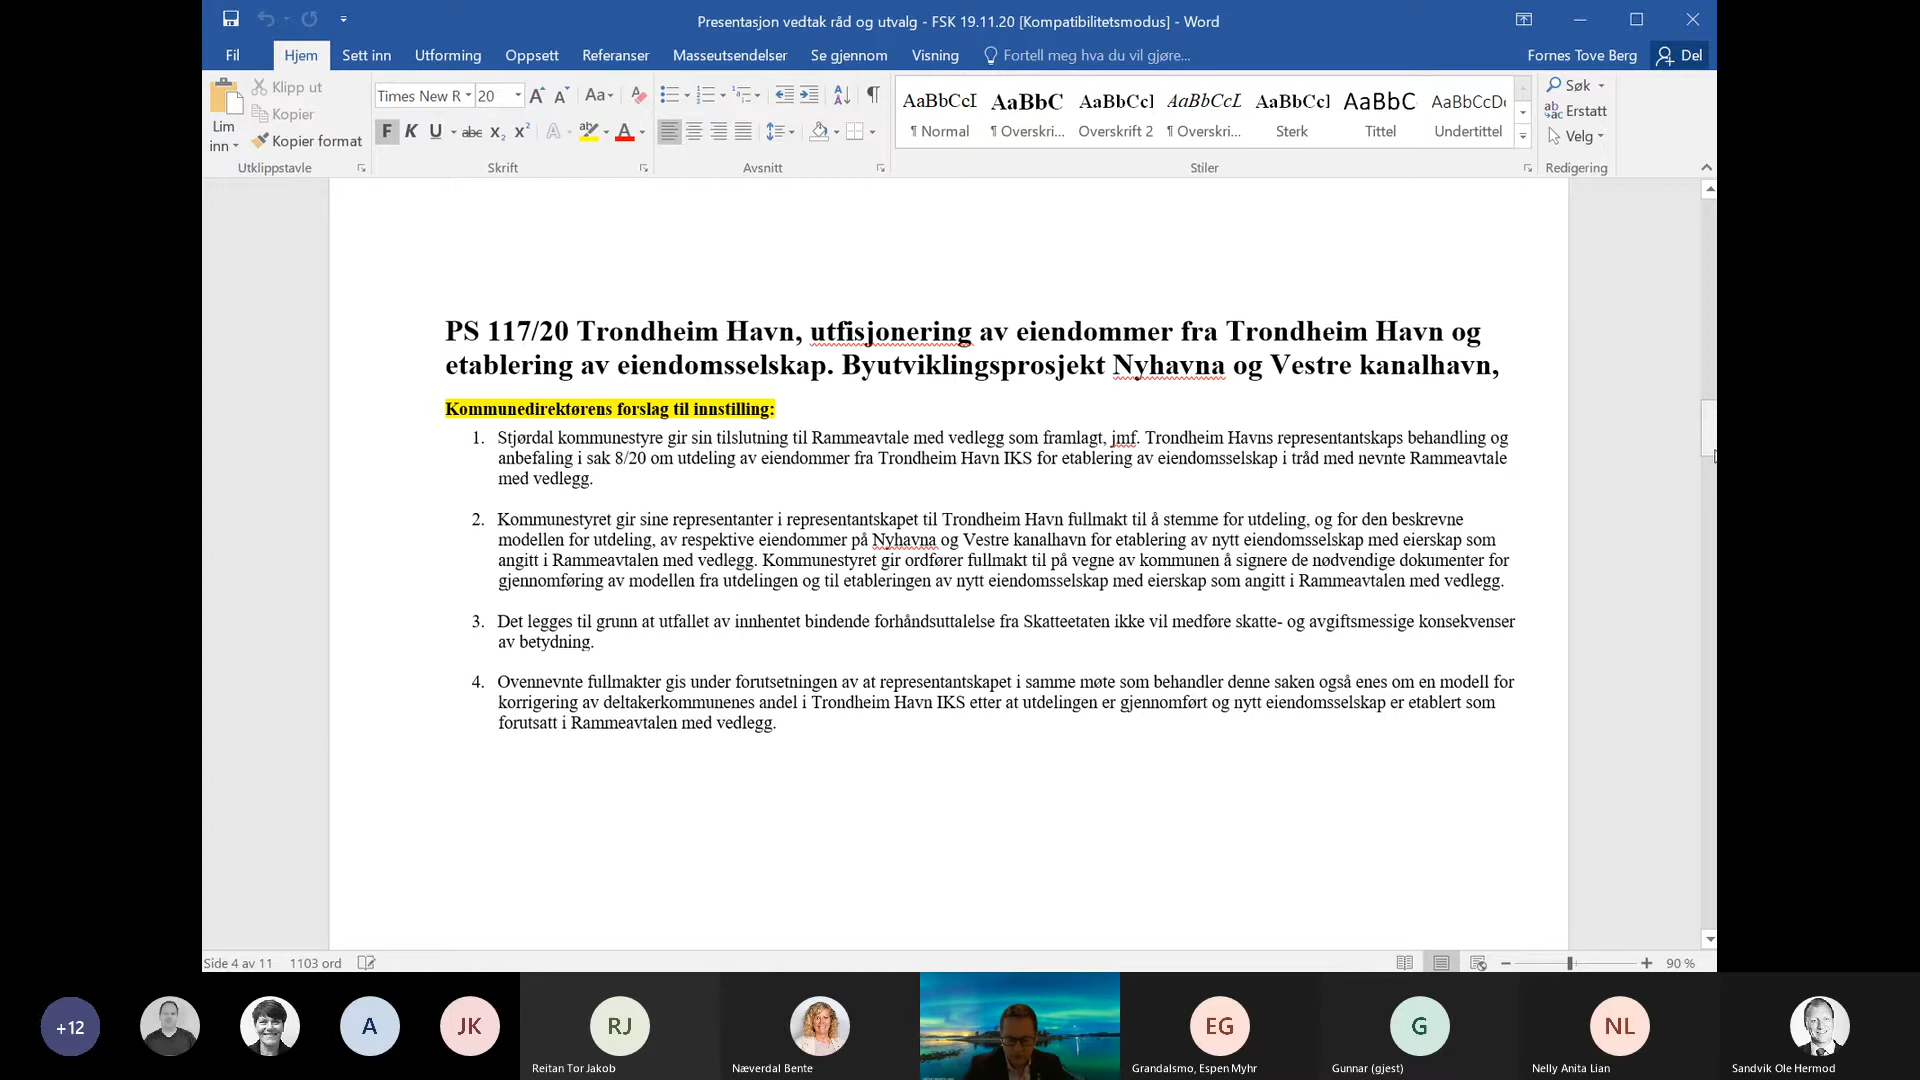 Presentasjon vedtak råd og utvalg - FSK 19.11.20 [Kompatibilitetsmodus] - Word
Fil Hjem Sett inn Utforming Oppsett Referanser Masseutsendelser Se gjennom Visning Fortell meg hva du vil gjøre... Fornes Tove Berg Del
Lim inn
Klipp ut
Kopier
Kopier format
Utklippstavle
Times New R 20
Aa
F K U abc x₂ x² A A
Skrift
Avsnitt
AaBbCcI AaBbC AaBbCc] AaBbCcL AaBbCc] AaBbC AaBbCcDc
¶ Normal ¶ Overskri... Overskrift 2 ¶ Overskri... Sterk Tittel Undertittel
Stiler
Søk
Erstatt
Velg
Redigering
PS 117/20 Trondheim Havn, utfisjonering av eiendommer fra Trondheim Havn og
etablering av eiendomsselskap. Byutviklingsprosjekt Nyhavna og Vestre kanalhavn,
Kommunedirektørens forslag til innstilling:
1. Stjørdal kommunestyre gir sin tilslutning til Rammeavtale med vedlegg som framlagt, jmf. Trondheim Havns representantskaps behandling og
anbefaling i sak 8/20 om utdeling av eiendommer fra Trondheim Havn IKS for etablering av eiendomsselskap i tråd med nevnte Rammeavtale
med vedlegg.
2. Kommunestyret gir sine representanter i representantskapet til Trondheim Havn fullmakt til å stemme for utdeling, og for den beskrevne
modellen for utdeling, av respektive eiendommer på Nyhavna og Vestre kanalhavn for etablering av nytt eiendomsselskap med eierskap som
angitt i Rammeavtalen med vedlegg. Kommunestyret gir ordfører fullmakt til på vegne av kommunen å signere de nødvendige dokumenter for
gjennomføring av modellen fra utdelingen og til etableringen av nytt eiendomsselskap med eierskap som angitt i Rammeavtalen med vedlegg.
3. Det legges til grunn at utfallet av innhentet bindende forhåndsuttalelse fra Skatteetaten ikke vil medføre skatte- og avgiftsmessige konsekvenser
av betydning.
4. Ovennevnte fullmakter gis under forutsetningen av at representantskapet i samme møte som behandler denne saken også enes om en modell for
korrigering av deltakerkommunenes andel i Trondheim Havn IKS etter at utdelingen er gjennomført og nytt eiendomsselskap er etablert som
forutsatt i Rammeavtalen med vedlegg.
Side 4 av 11 1103 ord 90 %
+12 A JK RJ EG G NL
Reitan Tor Jakob Næverdal Bente Grandalsmo, Espen Myhr Gunnar (gjest) Nelly Anita Lian Sandvik Ole Hermod